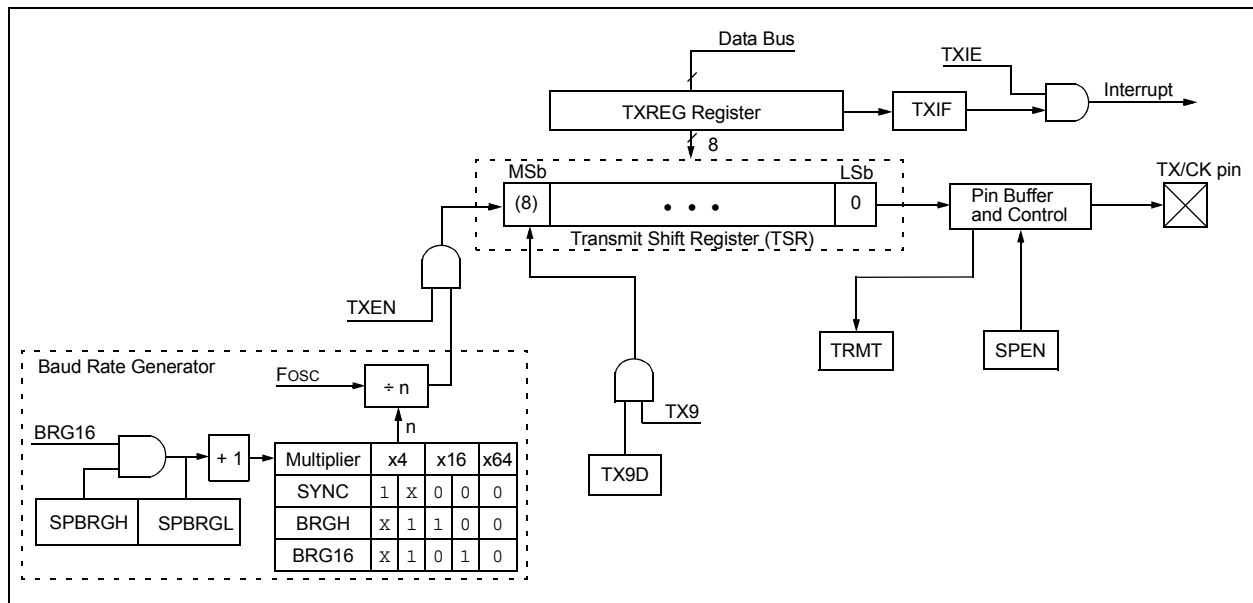 Data Bus
TXIE
Interrupt
TXREG Register
TXIF
8
MSb
LSb
TX/CK pin
(8)
• • •
0
Pin Buffer
and Control
Transmit Shift Register (TSR)
TXEN
TRMT
SPEN
Baud Rate Generator
FOSC
÷ n
TX9
n
BRG16
+ 1
Multiplier x4 x16 x64
TX9D
SYNC 1 X 0 0 0
SPBRGH SPBRGL
BRGH X 1 1 0 0
BRG16 X 1 0 1 0